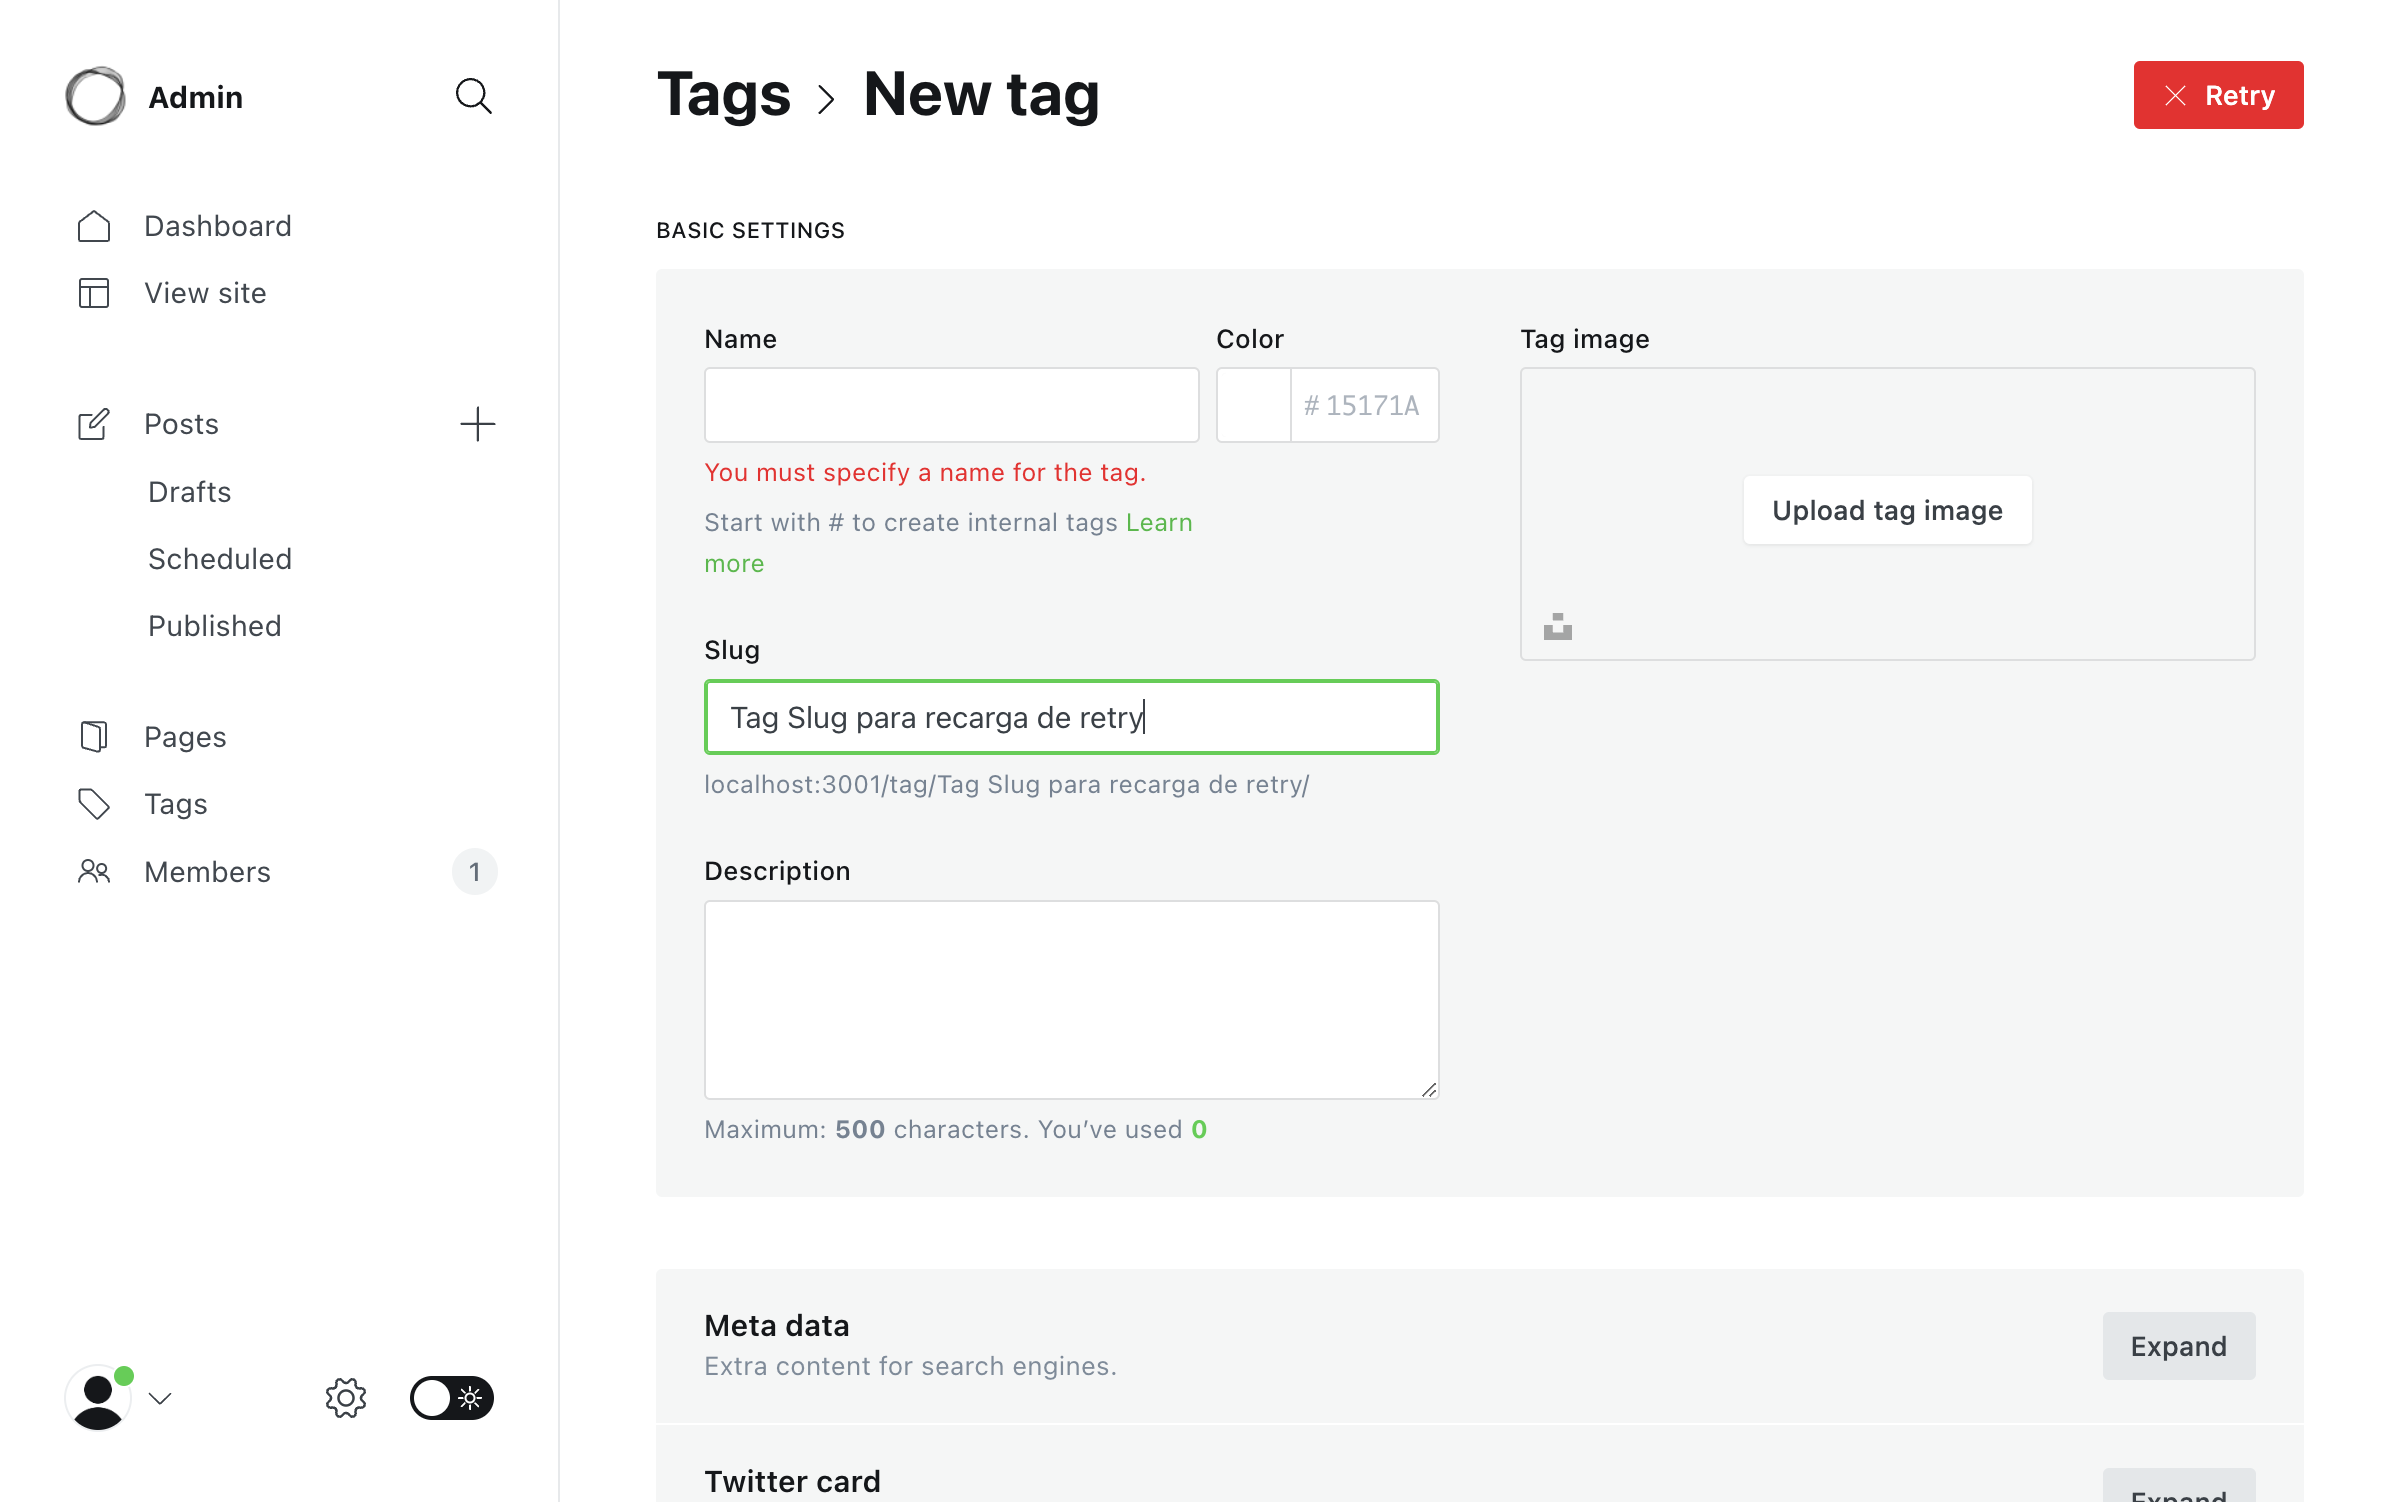 Admin
Dashboard
View site
Posts
Drafts
Scheduled
Published
Pages
Tags
Members
1
Tags
New tag
Retry
BASIC SETTINGS
Name
Color
# 15171A
You must specify a name for the tag.
Start with # to create internal tags Learn
more
Tag image
Upload tag image
Slug
Tag Slug para recarga de retry
localhost:3001/tag/Tag Slug para recarga de retry/
Description
Maximum: 500 characters. You’ve used 0
Meta data
Extra content for search engines.
Expand
Twitter card
Expand